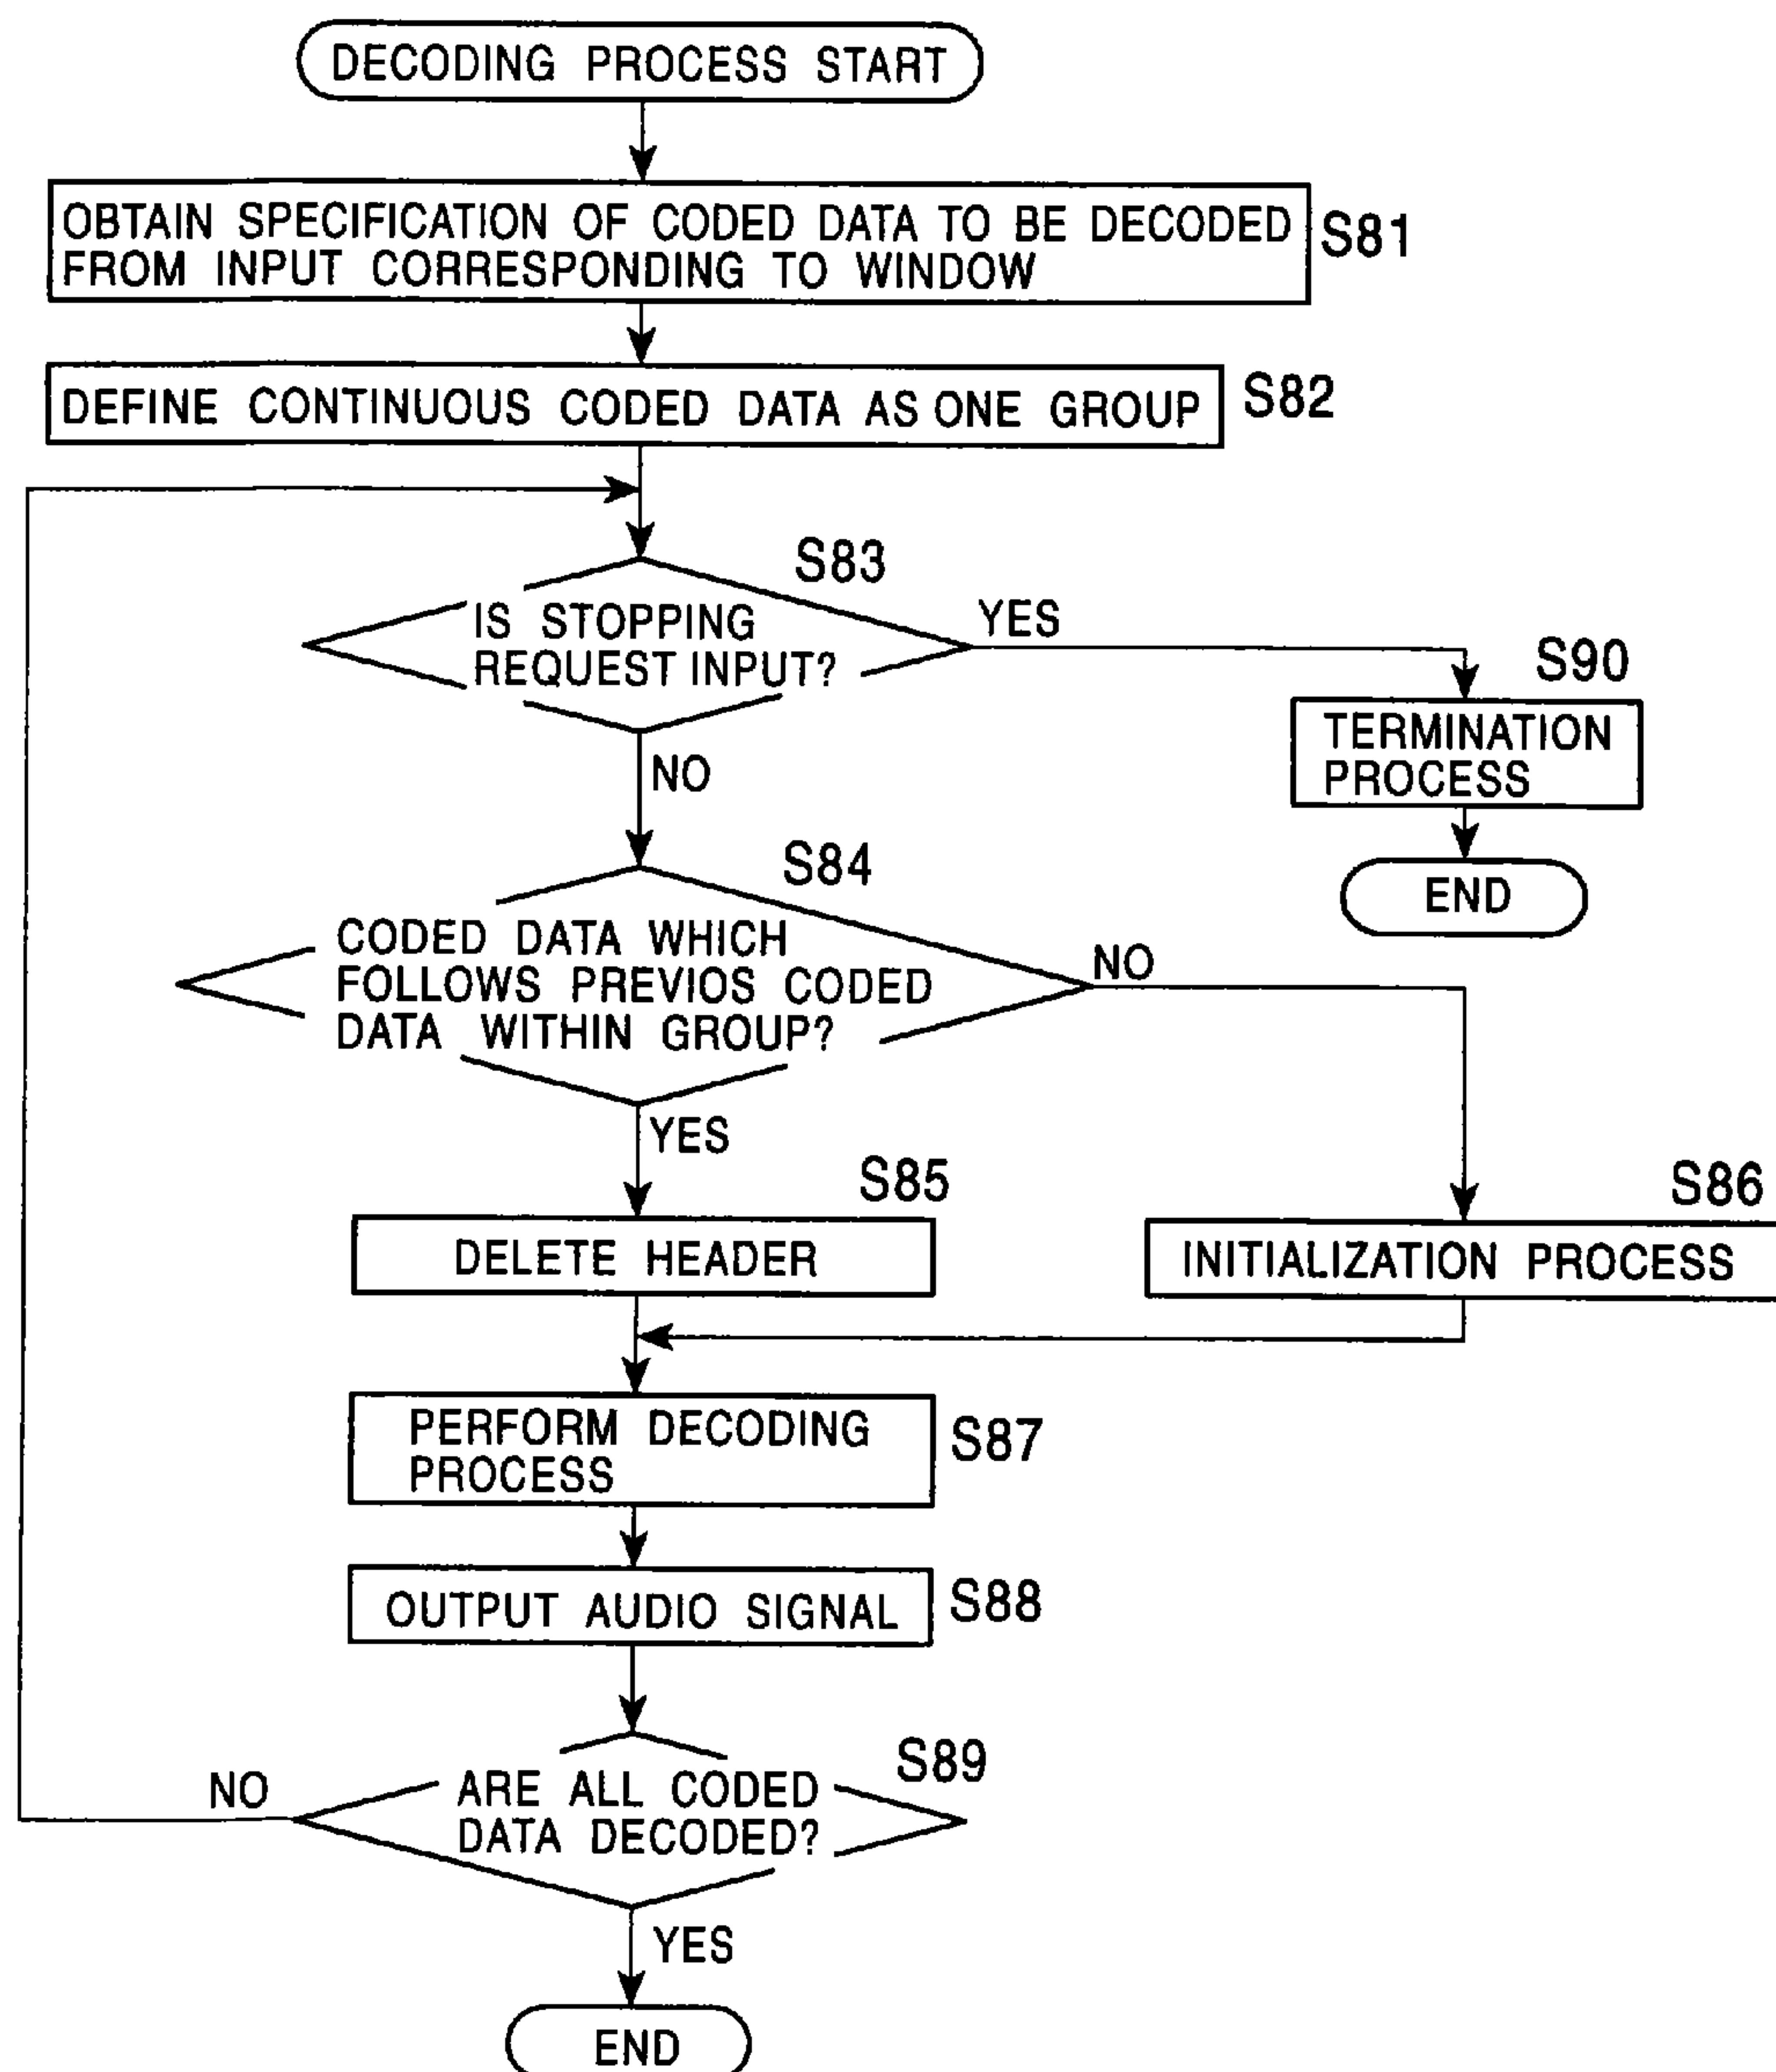 DECODING PROCESS START
OBTAIN SPECIFICATION OF CODED DATA TO BE DECODED
FROM INPUT CORRESPONDING TO WINDOW
S81
DEFINE CONTINUOUS CODED DATA AS ONE GROUP
S82
S83
IS STOPPING
REQUEST INPUT?
YES
NO
S90
TERMINATION
PROCESS
END
S84
CODED DATA WHICH
FOLLOWS PREVIOS CODED
DATA WITHIN GROUP?
NO
YES
S85
DELETE HEADER
S86
INITIALIZATION PROCESS
PERFORM DECODING
PROCESS
S87
OUTPUT AUDIO SIGNAL
S88
S89
ARE ALL CODED
DATA DECODED?
NO
YES
END